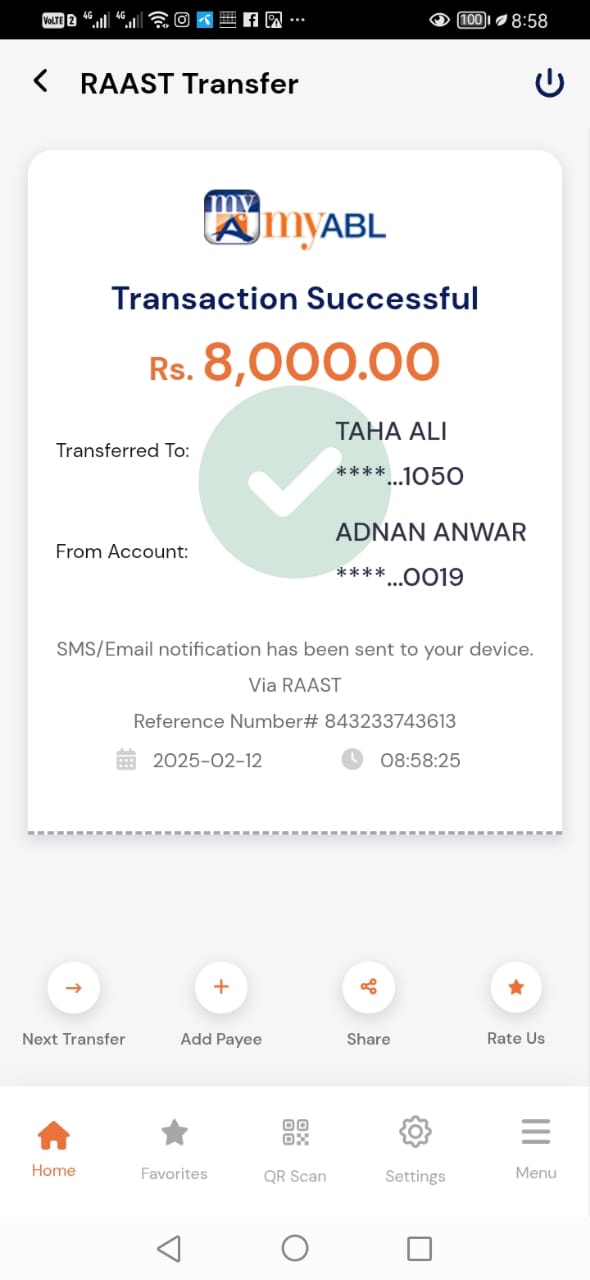 VoLTE 2 4G 4G 100 8:58
RAAST Transfer
my myABL
Transaction Successful
Rs. 8,000.00
Transferred To:
TAHA ALI
****...1050
From Account:
ADNAN ANWAR
****...0019
SMS/Email notification has been sent to your device.
Via RAAST
Reference Number# 843233743613
2025-02-12 08:58:25
Next Transfer Add Payee Share Rate Us
Home Favorites QR Scan Settings Menu